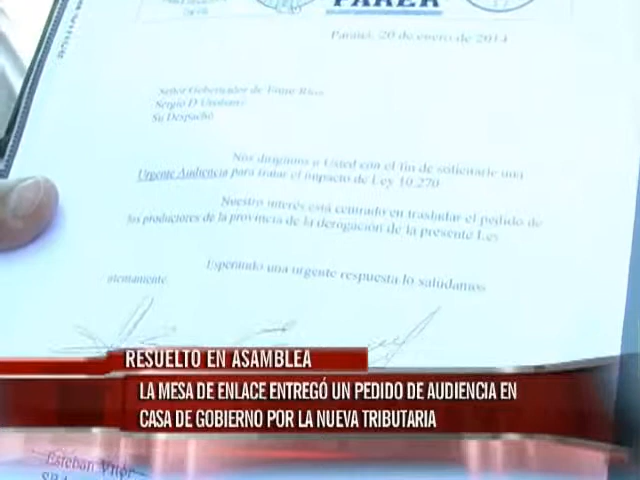 PARER
Paraná, 20 de enero de 2014
Señor Gobernador de Entre Ríos
Sergio D Urribarri
Su Despacho
Nos dirigimos a Usted con el fin de solicitarle una
Urgente Audiencia para tratar el impacto de Ley 10.270
Nuestro interés está centrado en trasladar el pedido de
los productores de la provincia de la derogación de la presente Ley
Esperando una urgente respuesta lo saludamos
atentamente
RESUELTO EN ASAMBLEA
LA MESA DE ENLACE ENTREGÓ UN PEDIDO DE AUDIENCIA EN
CASA DE GOBIERNO POR LA NUEVA TRIBUTARIA
Esteban Vitor